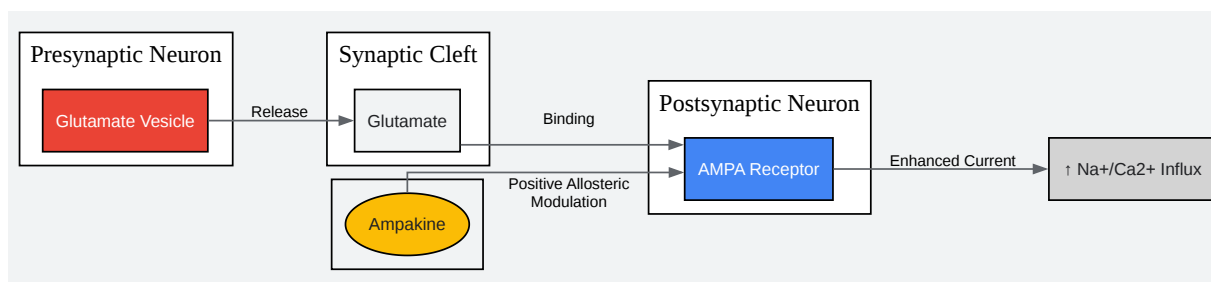 Presynaptic Neuron
Glutamate Vesicle
Release
Synaptic Cleft
Glutamate
Binding
Ampakine
Positive Allosteric
Modulation
Postsynaptic Neuron
AMPA Receptor
Enhanced Current
↑ Na+/Ca2+ Influx